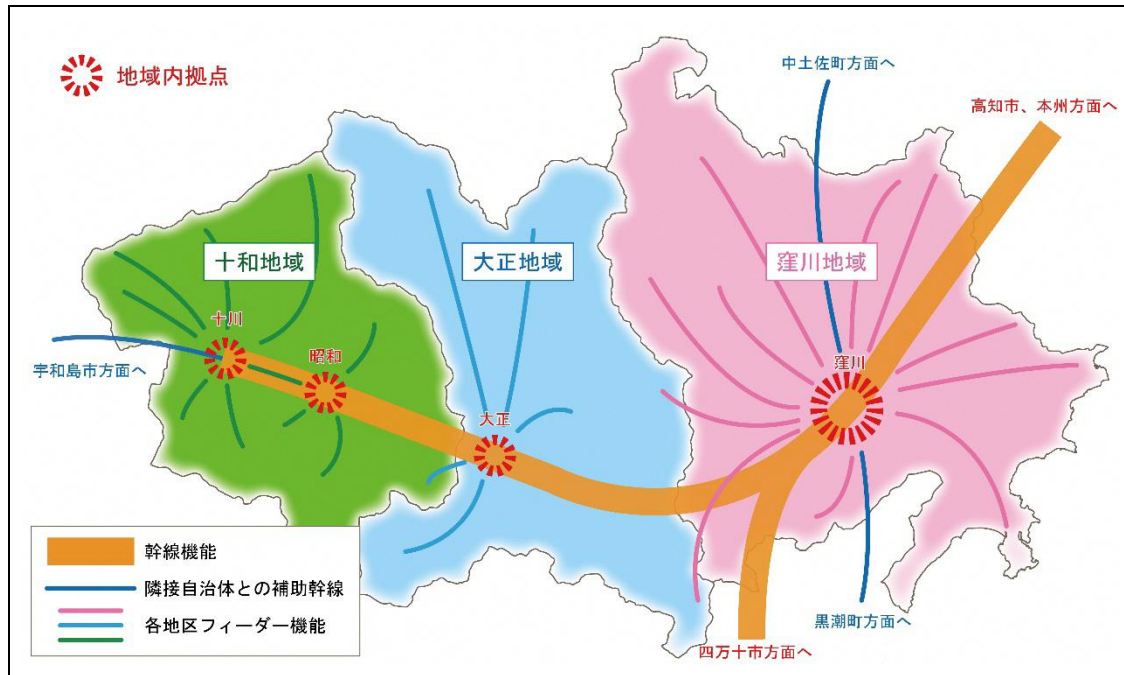 地域内拠点
中土佐町方面へ
高知市、本州方面へ
十和地域
大正地域
窪川地域
十川
昭和
宇和島市方面へ
窪川
大正
幹線機能
隣接自治体との補助幹線
各地区フィーダー機能
黒潮町方面へ
四万十市方面へ